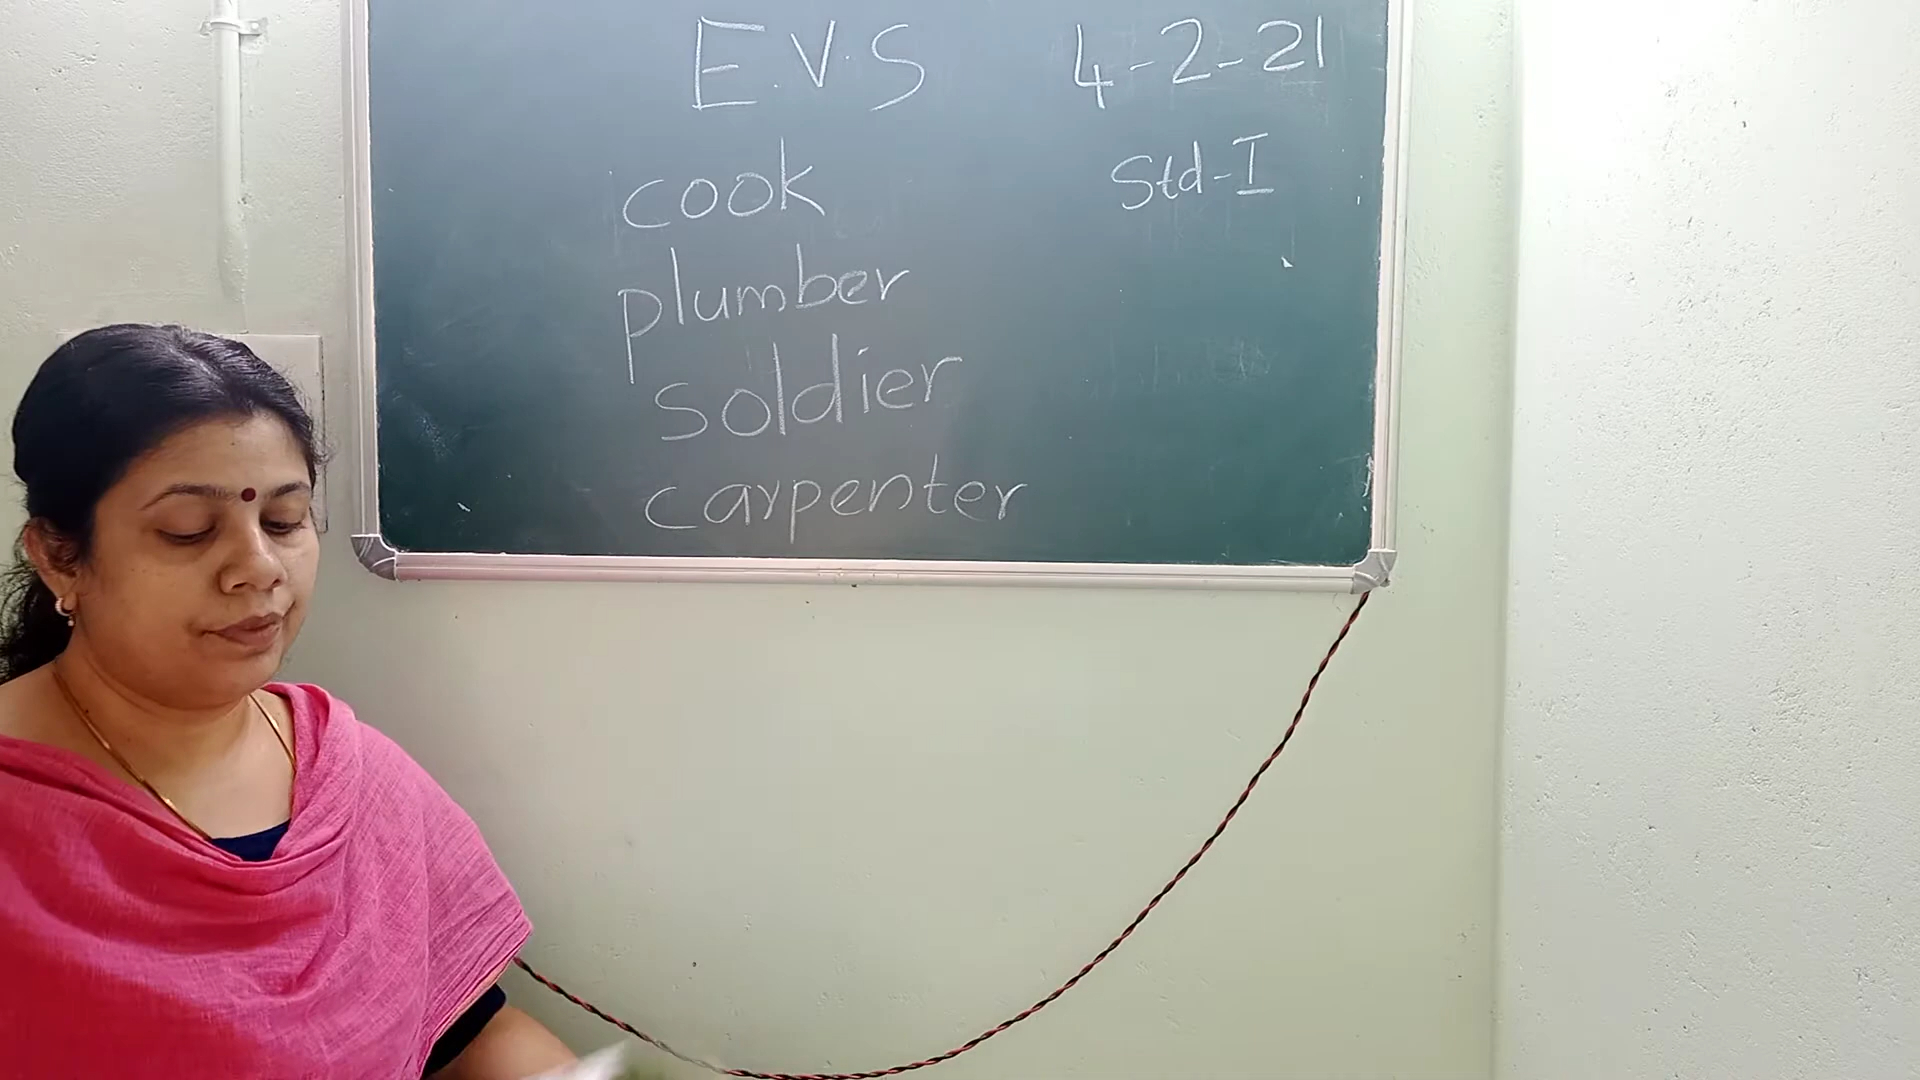 E.V.S 4-2-21
Std-I
cook
plumber
soldier
carpenter